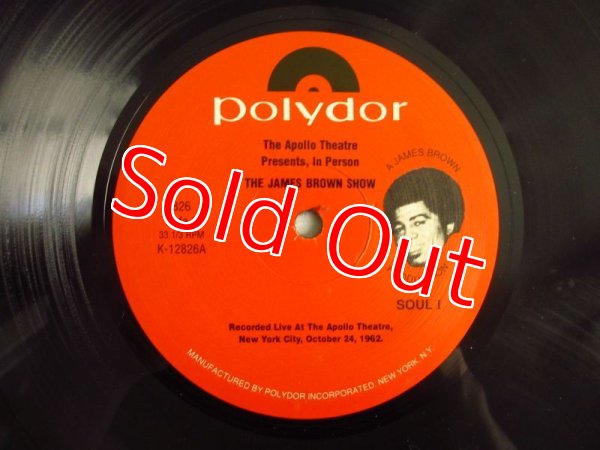 polydor
The Apollo Theatre
Presents, In Person
THE JAMES BROWN SHOW
826
33 1/3 RPM
K-12826A
A JAMES BROWN
SOUL I
Sold Out
Recorded Live At The Apollo Theatre,
New York City, October 24, 1962.
MANUFACTURED BY POLYDOR INCORPORATED, NEW YORK, N.Y.